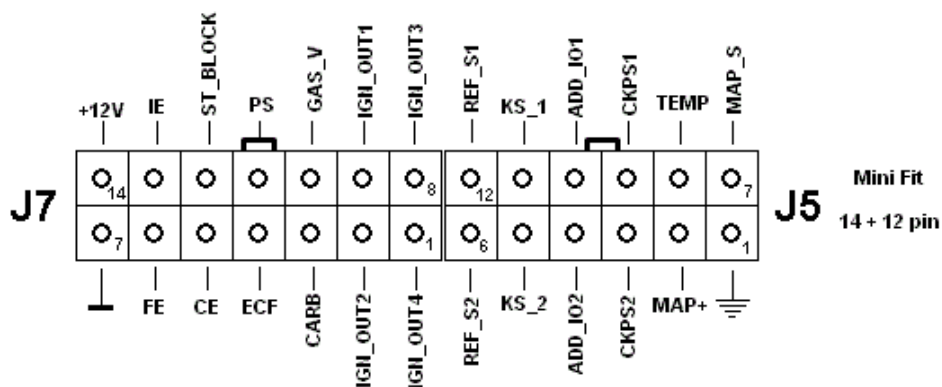 +12V
IE
ST_BLOCK
PS
GAS_V
IGN_OUT1
IGN_OUT3
REF_S1
KS_1
ADD_IO1
CKPS1
TEMP
MAP_S
J7
14
8
12
7
J5
Mini Fit
14 + 12 pin
7
1
6
1
FE
CE
ECF
CARB
IGN_OUT2
IGN_OUT4
REF_S2
KS_2
ADD_IO2
CKPS2
MAP+